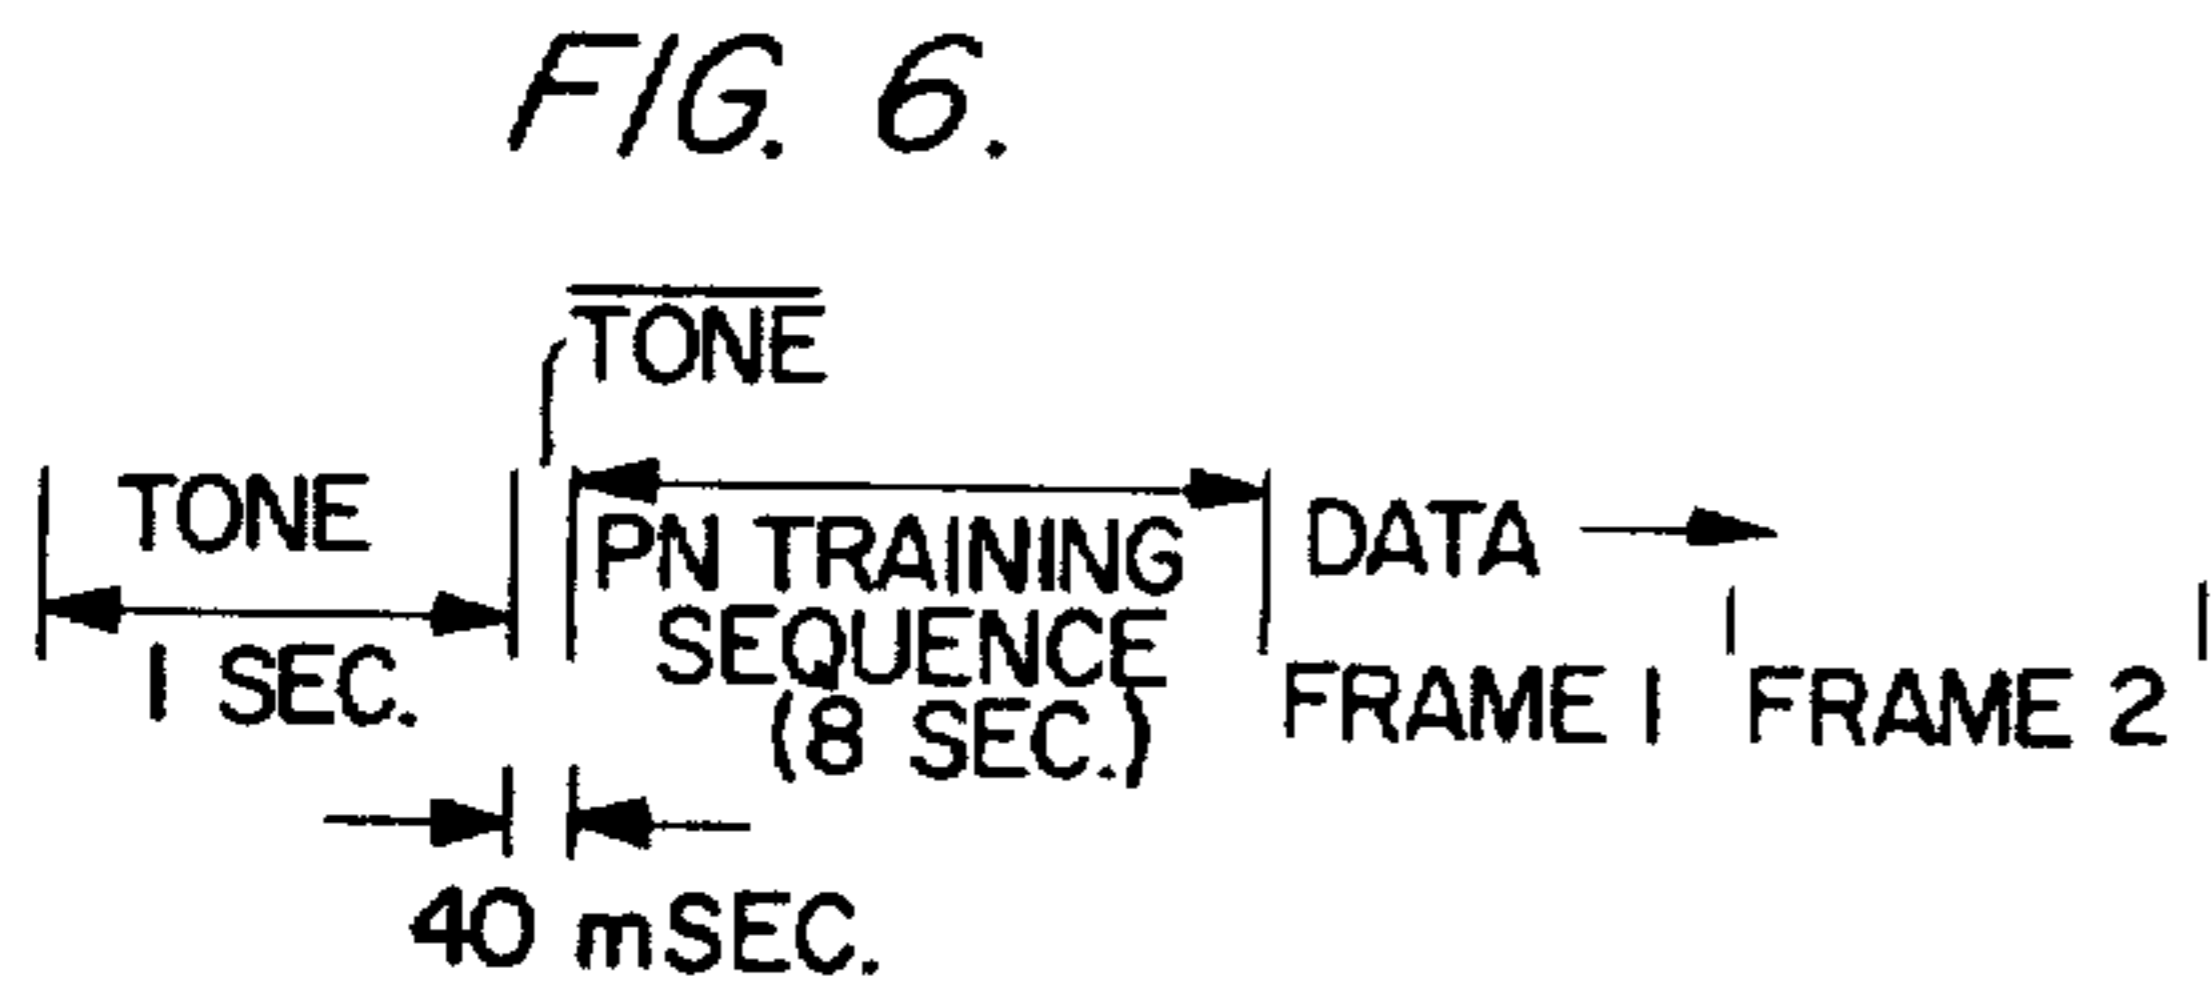 FIG. 6.
TONE
TONE
1 SEC.
PN TRAINING
SEQUENCE
(8 SEC.)
DATA
FRAME 1
FRAME 2
40 mSEC.